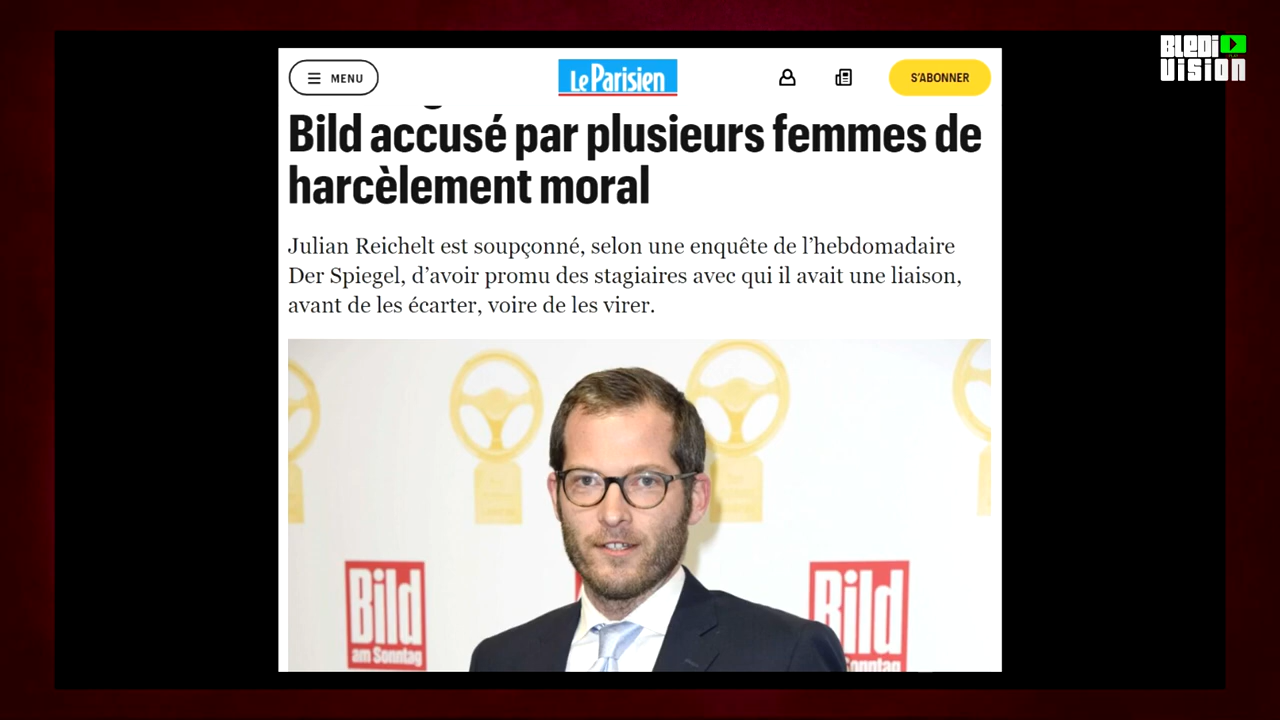 BLEDi
VISION
MENU
Le Parisien
S'ABONNER
Bild accusé par plusieurs femmes de
harcèlement moral
Julian Reichelt est soupçonné, selon une enquête de l’hebdomadaire
Der Spiegel, d’avoir promu des stagiaires avec qui il avait une liaison,
avant de les écarter, voire de les virer.
Bild
am Sonntag
Bild
am Sonntag